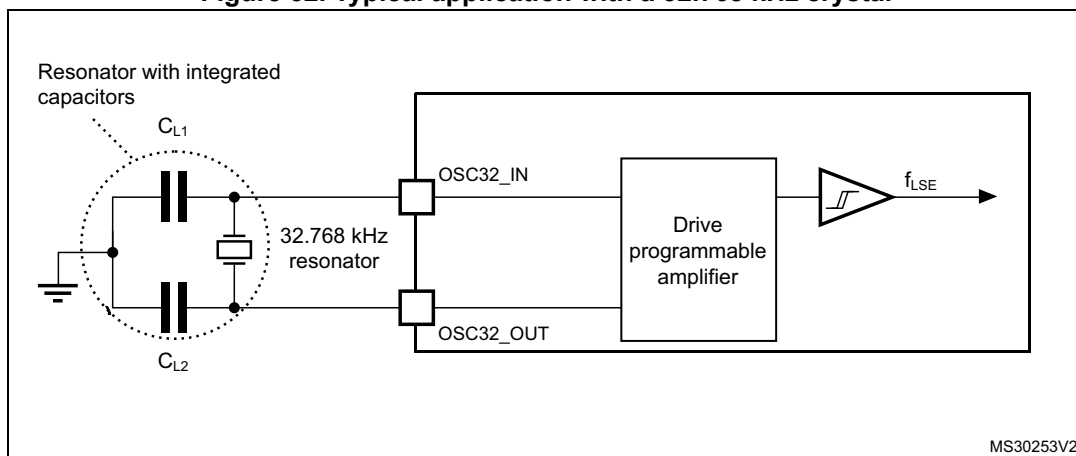 Resonator with integrated
capacitors
CL1
OSC32_IN
fLSE
32.768 kHz
resonator
Drive
programmable
amplifier
OSC32_OUT
CL2
MS30253V2